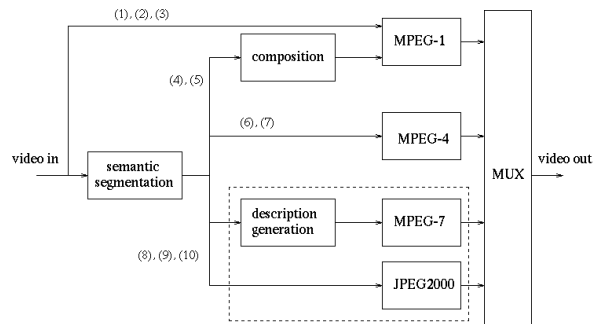 (1), (2), (3)
MPEG-1
composition
(4), (5)
(6), (7)
MPEG-4
video in
semantic
segmentation
MUX
video out
description
generation
MPEG-7
(8), (9), (10)
JPEG2000